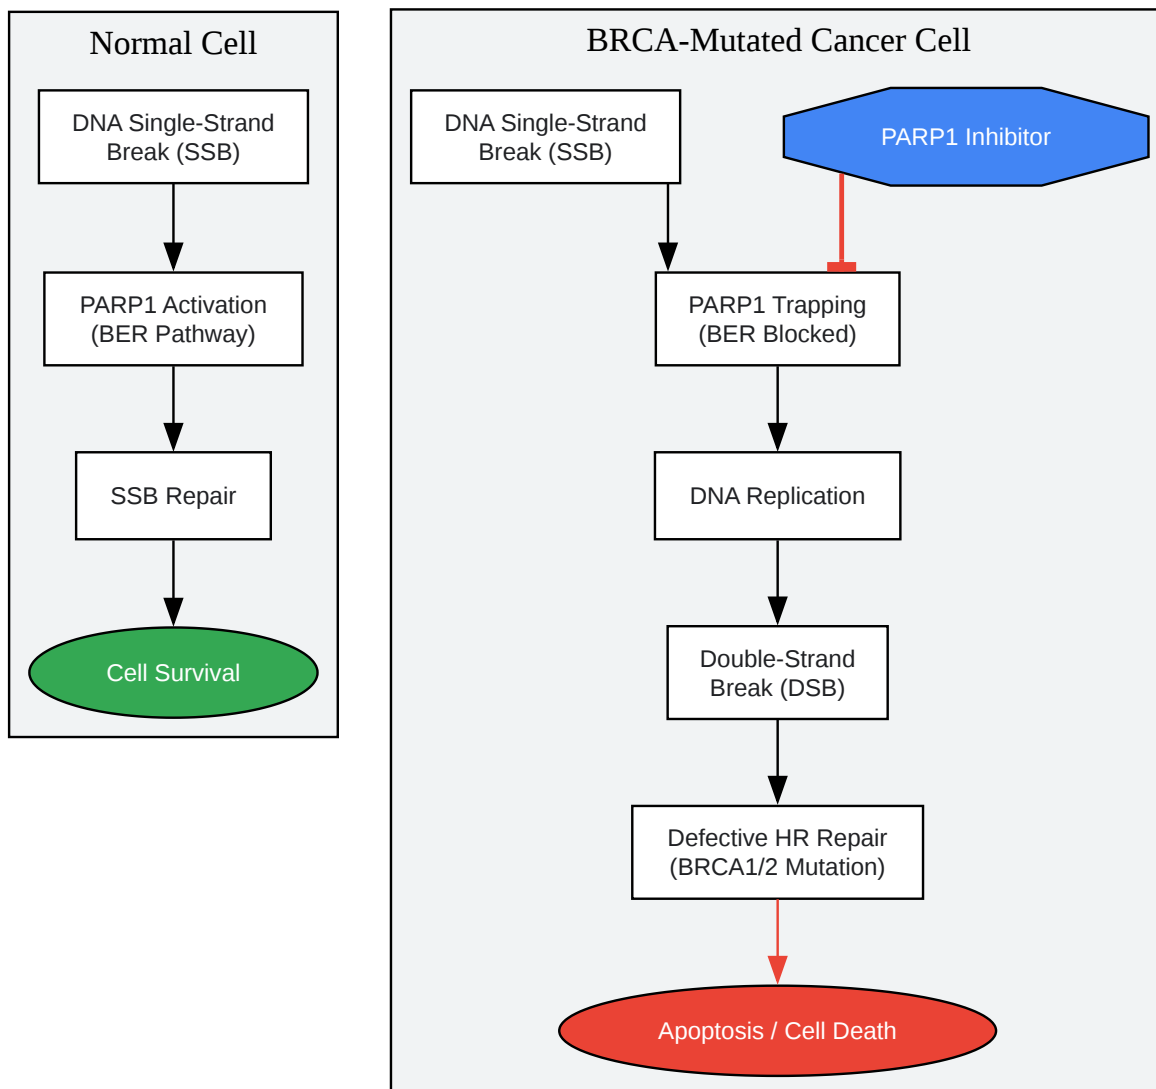 Normal Cell
DNA Single-Strand
Break (SSB)
PARP1 Activation
(BER Pathway)
SSB Repair
Cell Survival
BRCA-Mutated Cancer Cell
DNA Single-Strand
Break (SSB)
PARP1 Inhibitor
PARP1 Trapping
(BER Blocked)
DNA Replication
Double-Strand
Break (DSB)
Defective HR Repair
(BRCA1/2 Mutation)
Apoptosis / Cell Death